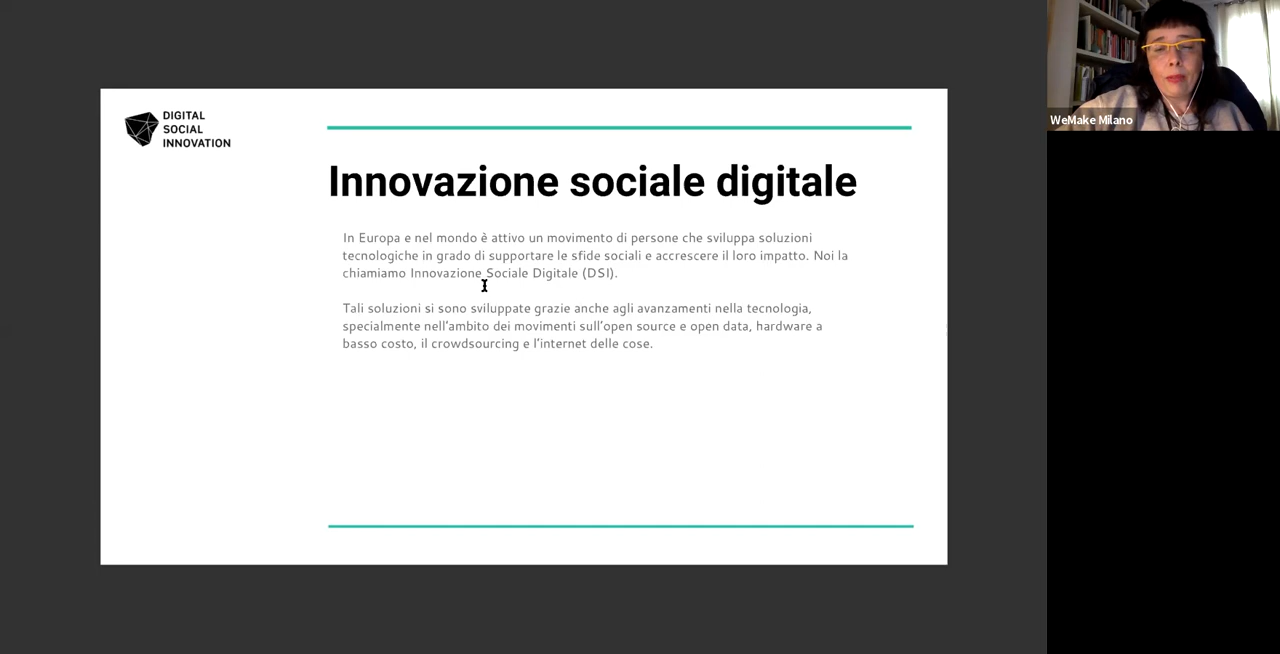 DIGITAL
SOCIAL
INNOVATION
Innovazione sociale digitale
In Europa e nel mondo è attivo un movimento di persone che sviluppa soluzioni
tecnologiche in grado di supportare le sfide sociali e accrescere il loro impatto. Noi la
chiamiamo Innovazione Sociale Digitale (DSI).
Tali soluzioni si sono sviluppate grazie anche agli avanzamenti nella tecnologia,
specialmente nell'ambito dei movimenti sull'open source e open data, hardware a
basso costo, il crowdsourcing e l'internet delle cose.
WeMake Milano